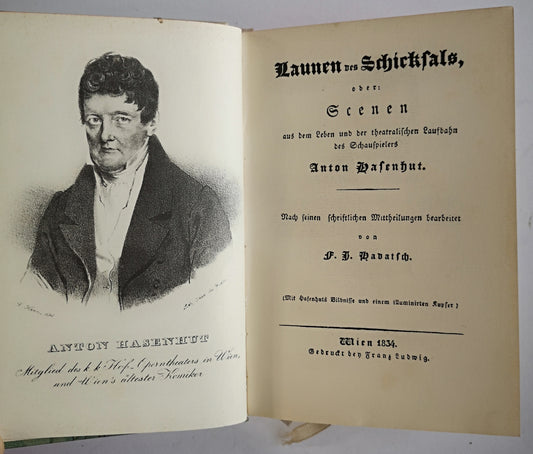 ANTON HASENHUT
Mitglied des k. k. Hof-Operntheaters in Wien,
und Wien's ältester Komiker
Launen des Schicksals,
oder:
Scenen
aus dem Leben und der theatralischen Laufbahn
des Schauspielers
Anton Hasenhut.
Nach seinen schriftlichen Mittheilungen bearbeitet
von
F. J. Hadatsch.
(Mit Hasenhuts Bildnisse und einem illuminirten Kupfer)
Wien 1834.
Gedruckt bey Franz Ludwig.